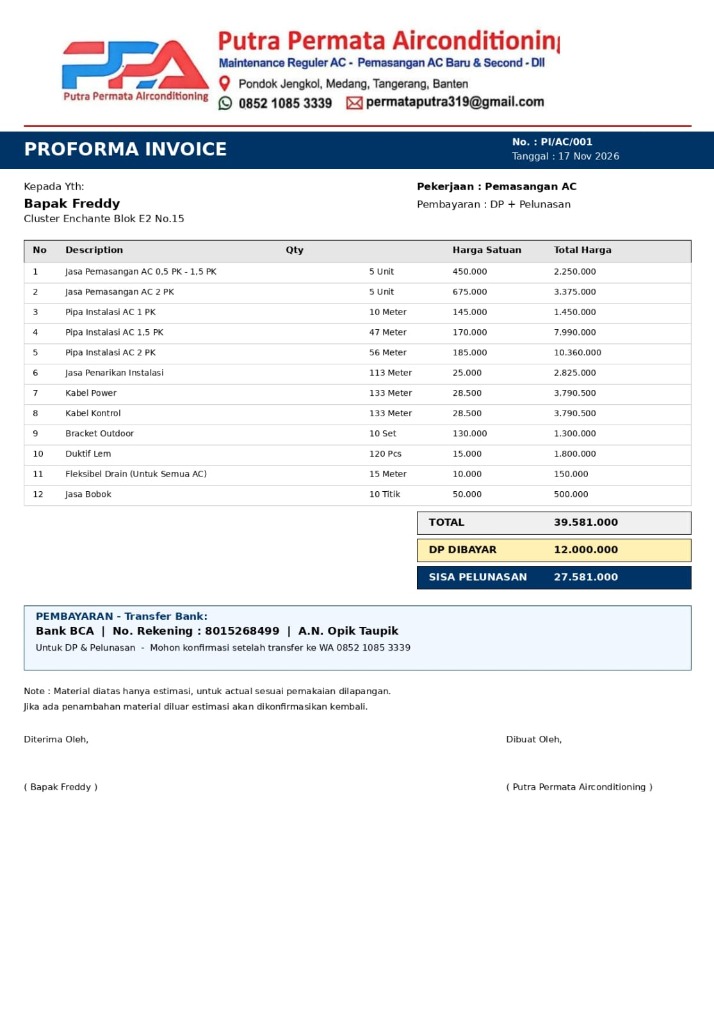 PPA
Putra Permata Airconditioning
Putra Permata Airconditioning
Maintenance Reguler AC - Pemasangan AC Baru & Second - Dll
Pondok Jengkol, Medang, Tangerang, Banten
0852 1085 3339 permataputra319@gmail.com
PROFORMA INVOICE
No. : PI/AC/001
Tanggal : 17 Nov 2026
Kepada Yth:
Bapak Freddy
Cluster Enchante Blok E2 No.15
Pekerjaan : Pemasangan AC
Pembayaran : DP + Pelunasan
No Description Qty Harga Satuan Total Harga
1 Jasa Pemasangan AC 0,5 PK - 1,5 PK 5 Unit 450.000 2.250.000
2 Jasa Pemasangan AC 2 PK 5 Unit 675.000 3.375.000
3 Pipa Instalasi AC 1 PK 10 Meter 145.000 1.450.000
4 Pipa Instalasi AC 1.5 PK 47 Meter 170.000 7.990.000
5 Pipa Instalasi AC 2 PK 56 Meter 185.000 10.360.000
6 Jasa Penarikan Instalasi 113 Meter 25.000 2.825.000
7 Kabel Power 133 Meter 28.500 3.790.500
8 Kabel Kontrol 133 Meter 28.500 3.790.500
9 Bracket Outdoor 10 Set 130.000 1.300.000
10 Duktif Lem 120 Pcs 15.000 1.800.000
11 Fleksibel Drain (Untuk Semua AC) 15 Meter 10.000 150.000
12 Jasa Bobok 10 Titik 50.000 500.000
TOTAL 39.581.000
DP DIBAYAR 12.000.000
SISA PELUNASAN 27.581.000
PEMBAYARAN - Transfer Bank:
Bank BCA | No. Rekening : 8015268499 | A.N. Opik Taupik
Untuk DP & Pelunasan - Mohon konfirmasi setelah transfer ke WA 0852 1085 3339
Note : Material diatas hanya estimasi, untuk actual sesuai pemakaian dilapangan.
Jika ada penambahan material diluar estimasi akan dikonfirmasikan kembali.
Diterima Oleh, Dibuat Oleh,
( Bapak Freddy ) ( Putra Permata Airconditioning )